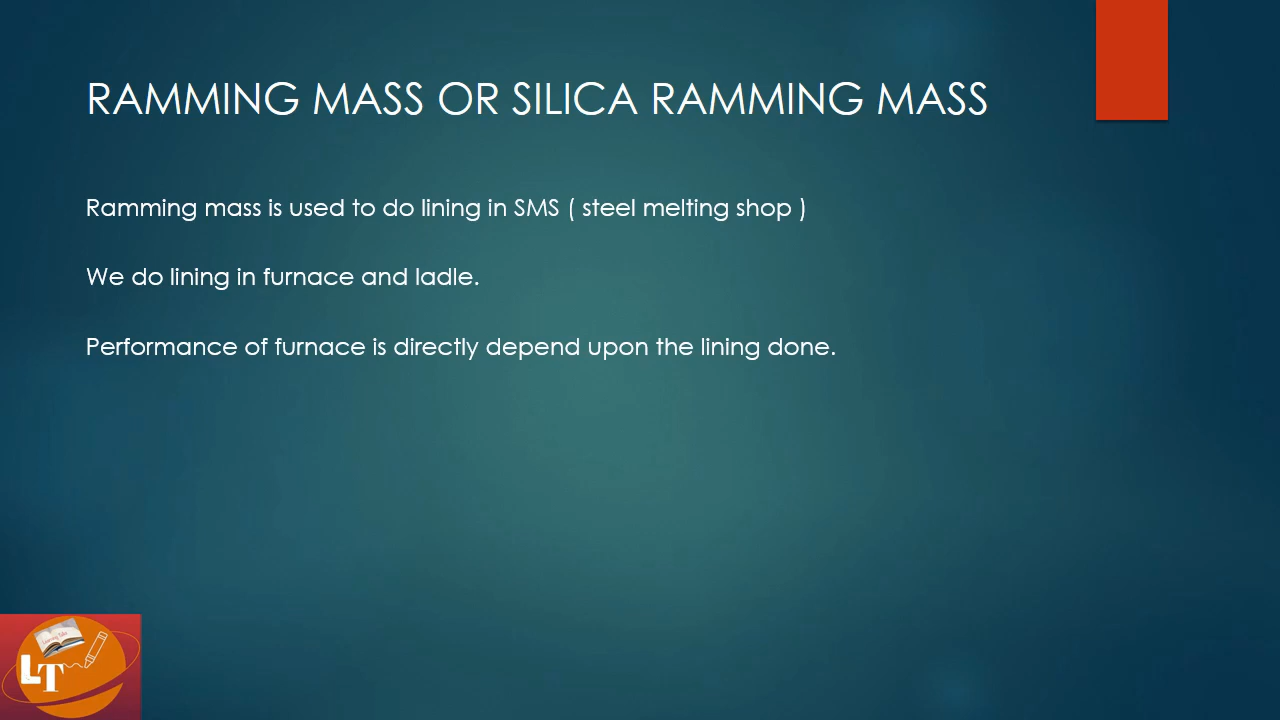 RAMMING MASS OR SILICA RAMMING MASS
Ramming mass is used to do lining in SMS ( steel melting shop )
We do lining in furnace and ladle.
Performance of furnace is directly depend upon the lining done.
LT